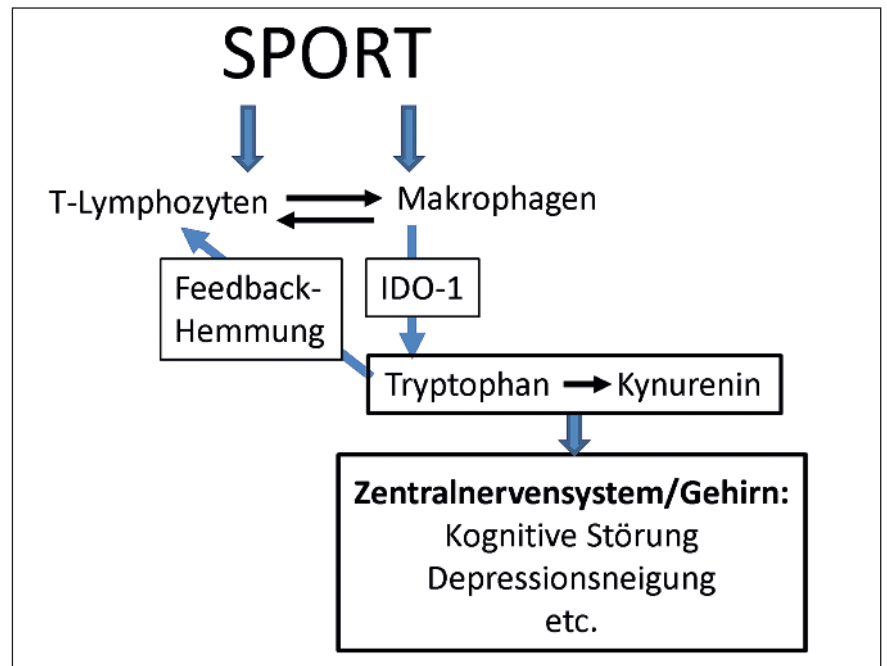 SPORT
T-Lymphozyten Makrophagen
Feedback-
Hemmung
IDO-1
Tryptophan Kynurenin
Zentralnervensystem/Gehirn:
Kognitive Störung
Depressionsneigung
etc.